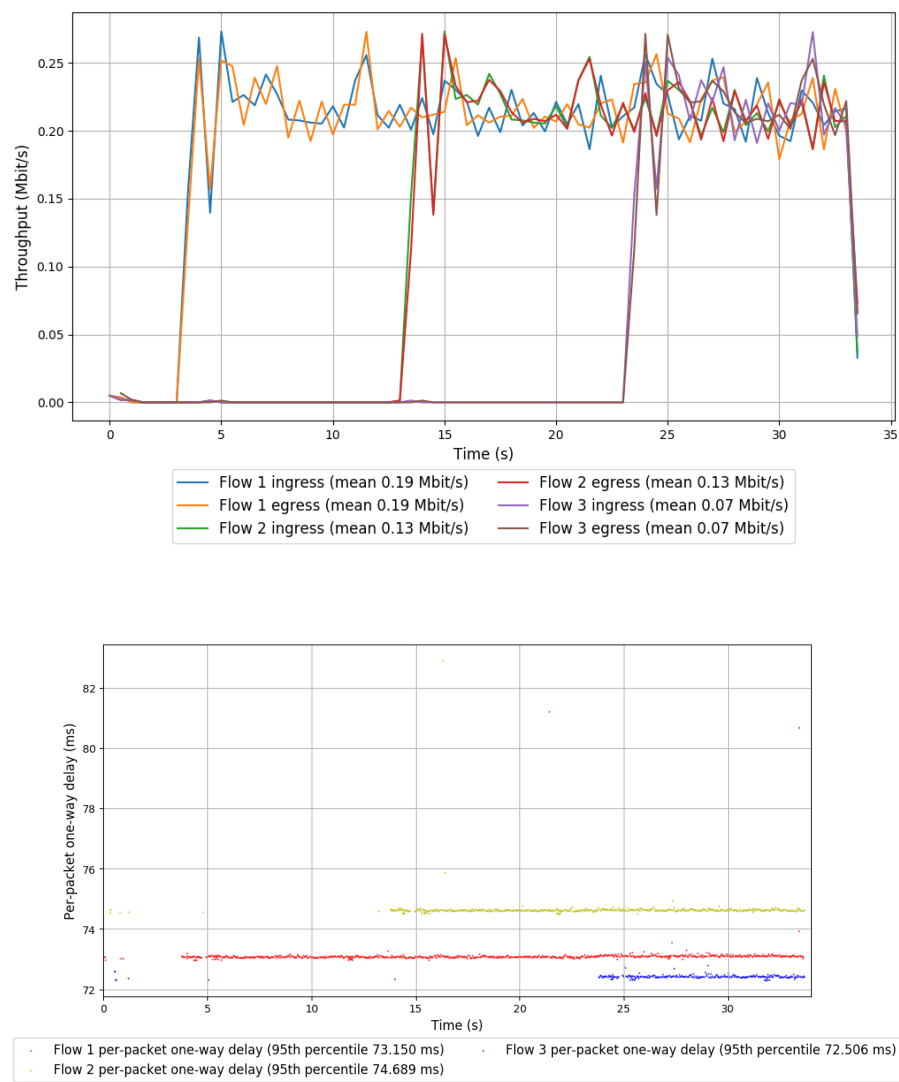 0.25
0.20
0.15
0.10
0.05
0.00
Throughput (Mbit/s)
0 5 10 15 20 25 30 35
Time (s)
Flow 1 ingress (mean 0.19 Mbit/s)
Flow 1 egress (mean 0.19 Mbit/s)
Flow 2 ingress (mean 0.13 Mbit/s)
Flow 2 egress (mean 0.13 Mbit/s)
Flow 3 ingress (mean 0.07 Mbit/s)
Flow 3 egress (mean 0.07 Mbit/s)
82
80
78
76
74
72
Per-packet one-way delay (ms)
0 5 10 15 20 25 30
Time (s)
Flow 1 per-packet one-way delay (95th percentile 73.150 ms)
Flow 2 per-packet one-way delay (95th percentile 74.689 ms)
Flow 3 per-packet one-way delay (95th percentile 72.506 ms)